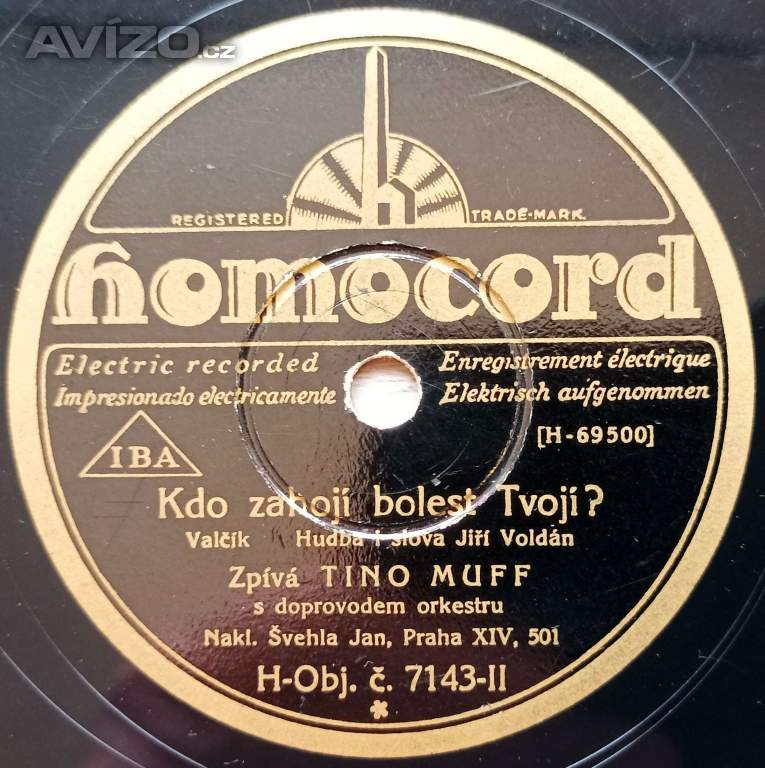 AVÍZO.cz
REGISTERED TRADE-MARK.
homocord
Electric recorded Enregistrement électrique
Impresionado electricamente Elektrisch aufgenommen
[H-69500]
IBA
Kdo zahojí bolest Tvojí?
Valčík Hudba i slova Jiří Voldán
Zpívá TINO MUFF
s doprovodem orkestru
Nakl. Švehla Jan, Praha XIV, 501
H-Obj. č. 7143-II
*